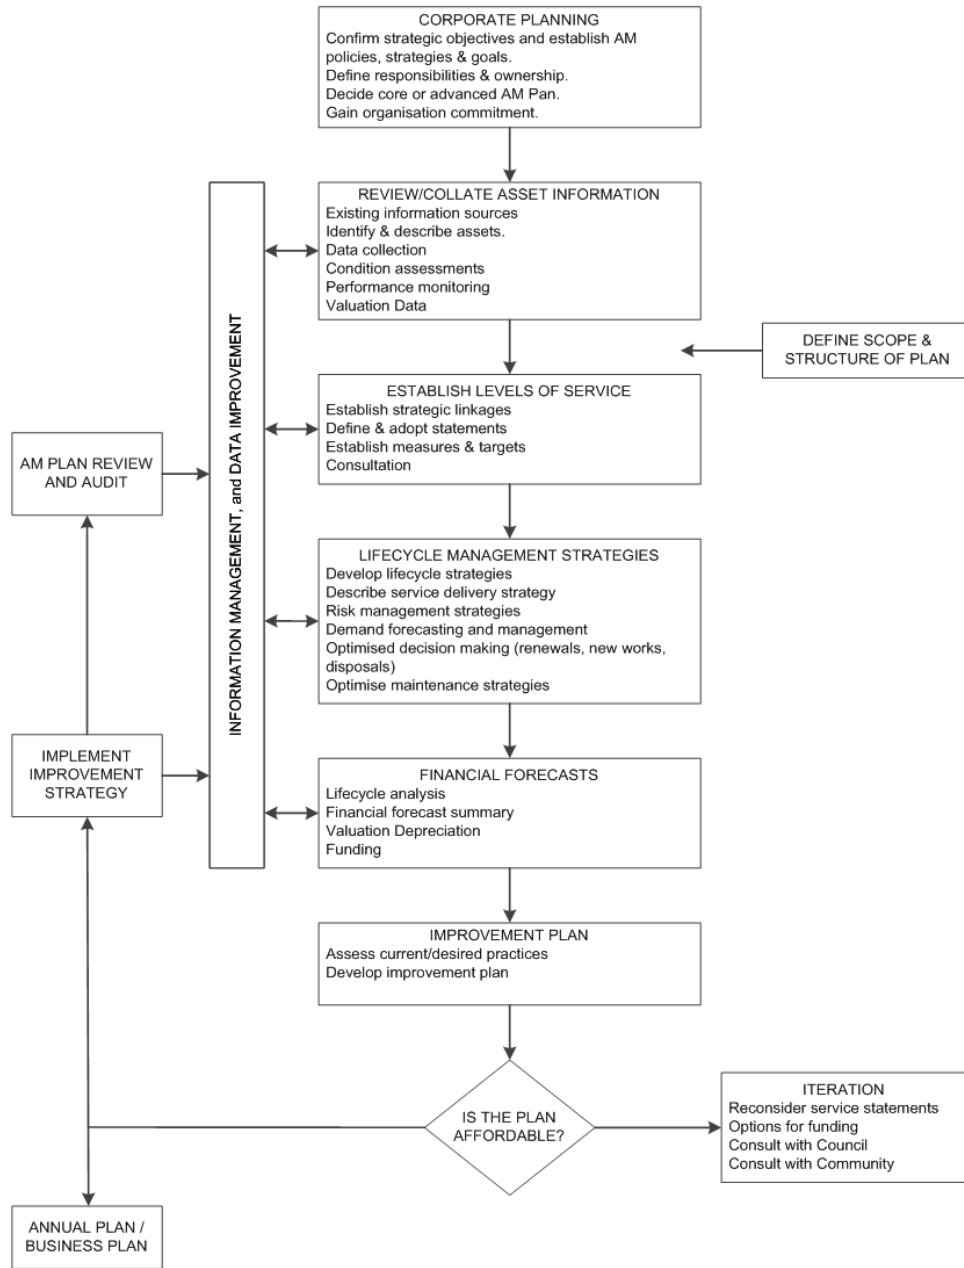 CORPORATE PLANNING
Confirm strategic objectives and establish AM
policies, strategies & goals.
Define responsibilities & ownership.
Decide core or advanced AM Pan.
Gain organisation commitment.
REVIEW/COLLATE ASSET INFORMATION
Existing information sources
Identify & describe assets.
Data collection
Condition assessments
Performance monitoring
Valuation Data
DEFINE SCOPE &
STRUCTURE OF PLAN
INFORMATION MANAGEMENT, and DATA IMPROVEMENT
ESTABLISH LEVELS OF SERVICE
Establish strategic linkages
Define & adopt statements
Establish measures & targets
Consultation
AM PLAN REVIEW
AND AUDIT
LIFECYCLE MANAGEMENT STRATEGIES
Develop lifecycle strategies
Describe service delivery strategy
Risk management strategies
Demand forecasting and management
Optimised decision making (renewals, new works,
disposals)
Optimise maintenance strategies
IMPLEMENT
IMPROVEMENT
STRATEGY
FINANCIAL FORECASTS
Lifecycle analysis
Financial forecast summary
Valuation Depreciation
Funding
IMPROVEMENT PLAN
Assess current/desired practices
Develop improvement plan
IS THE PLAN
AFFORDABLE?
ITERATION
Reconsider service statements
Options for funding
Consult with Council
Consult with Community
ANNUAL PLAN /
BUSINESS PLAN